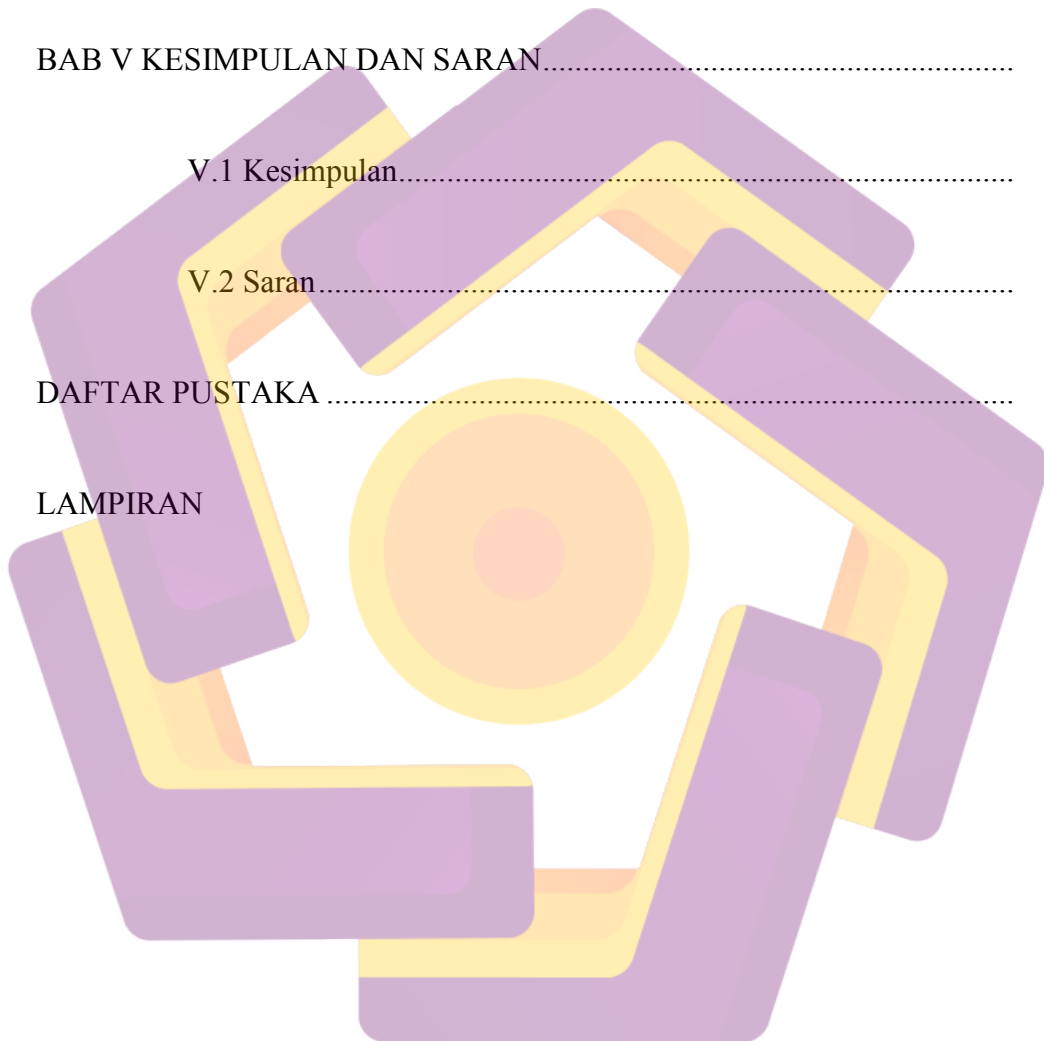 BAB V KESIMPULAN DAN SARAN............................................................
V.1 Kesimpulan..............................................................................
V.2 Saran........................................................................................
DAFTAR PUSTAKA .......................................................................................
LAMPIRAN